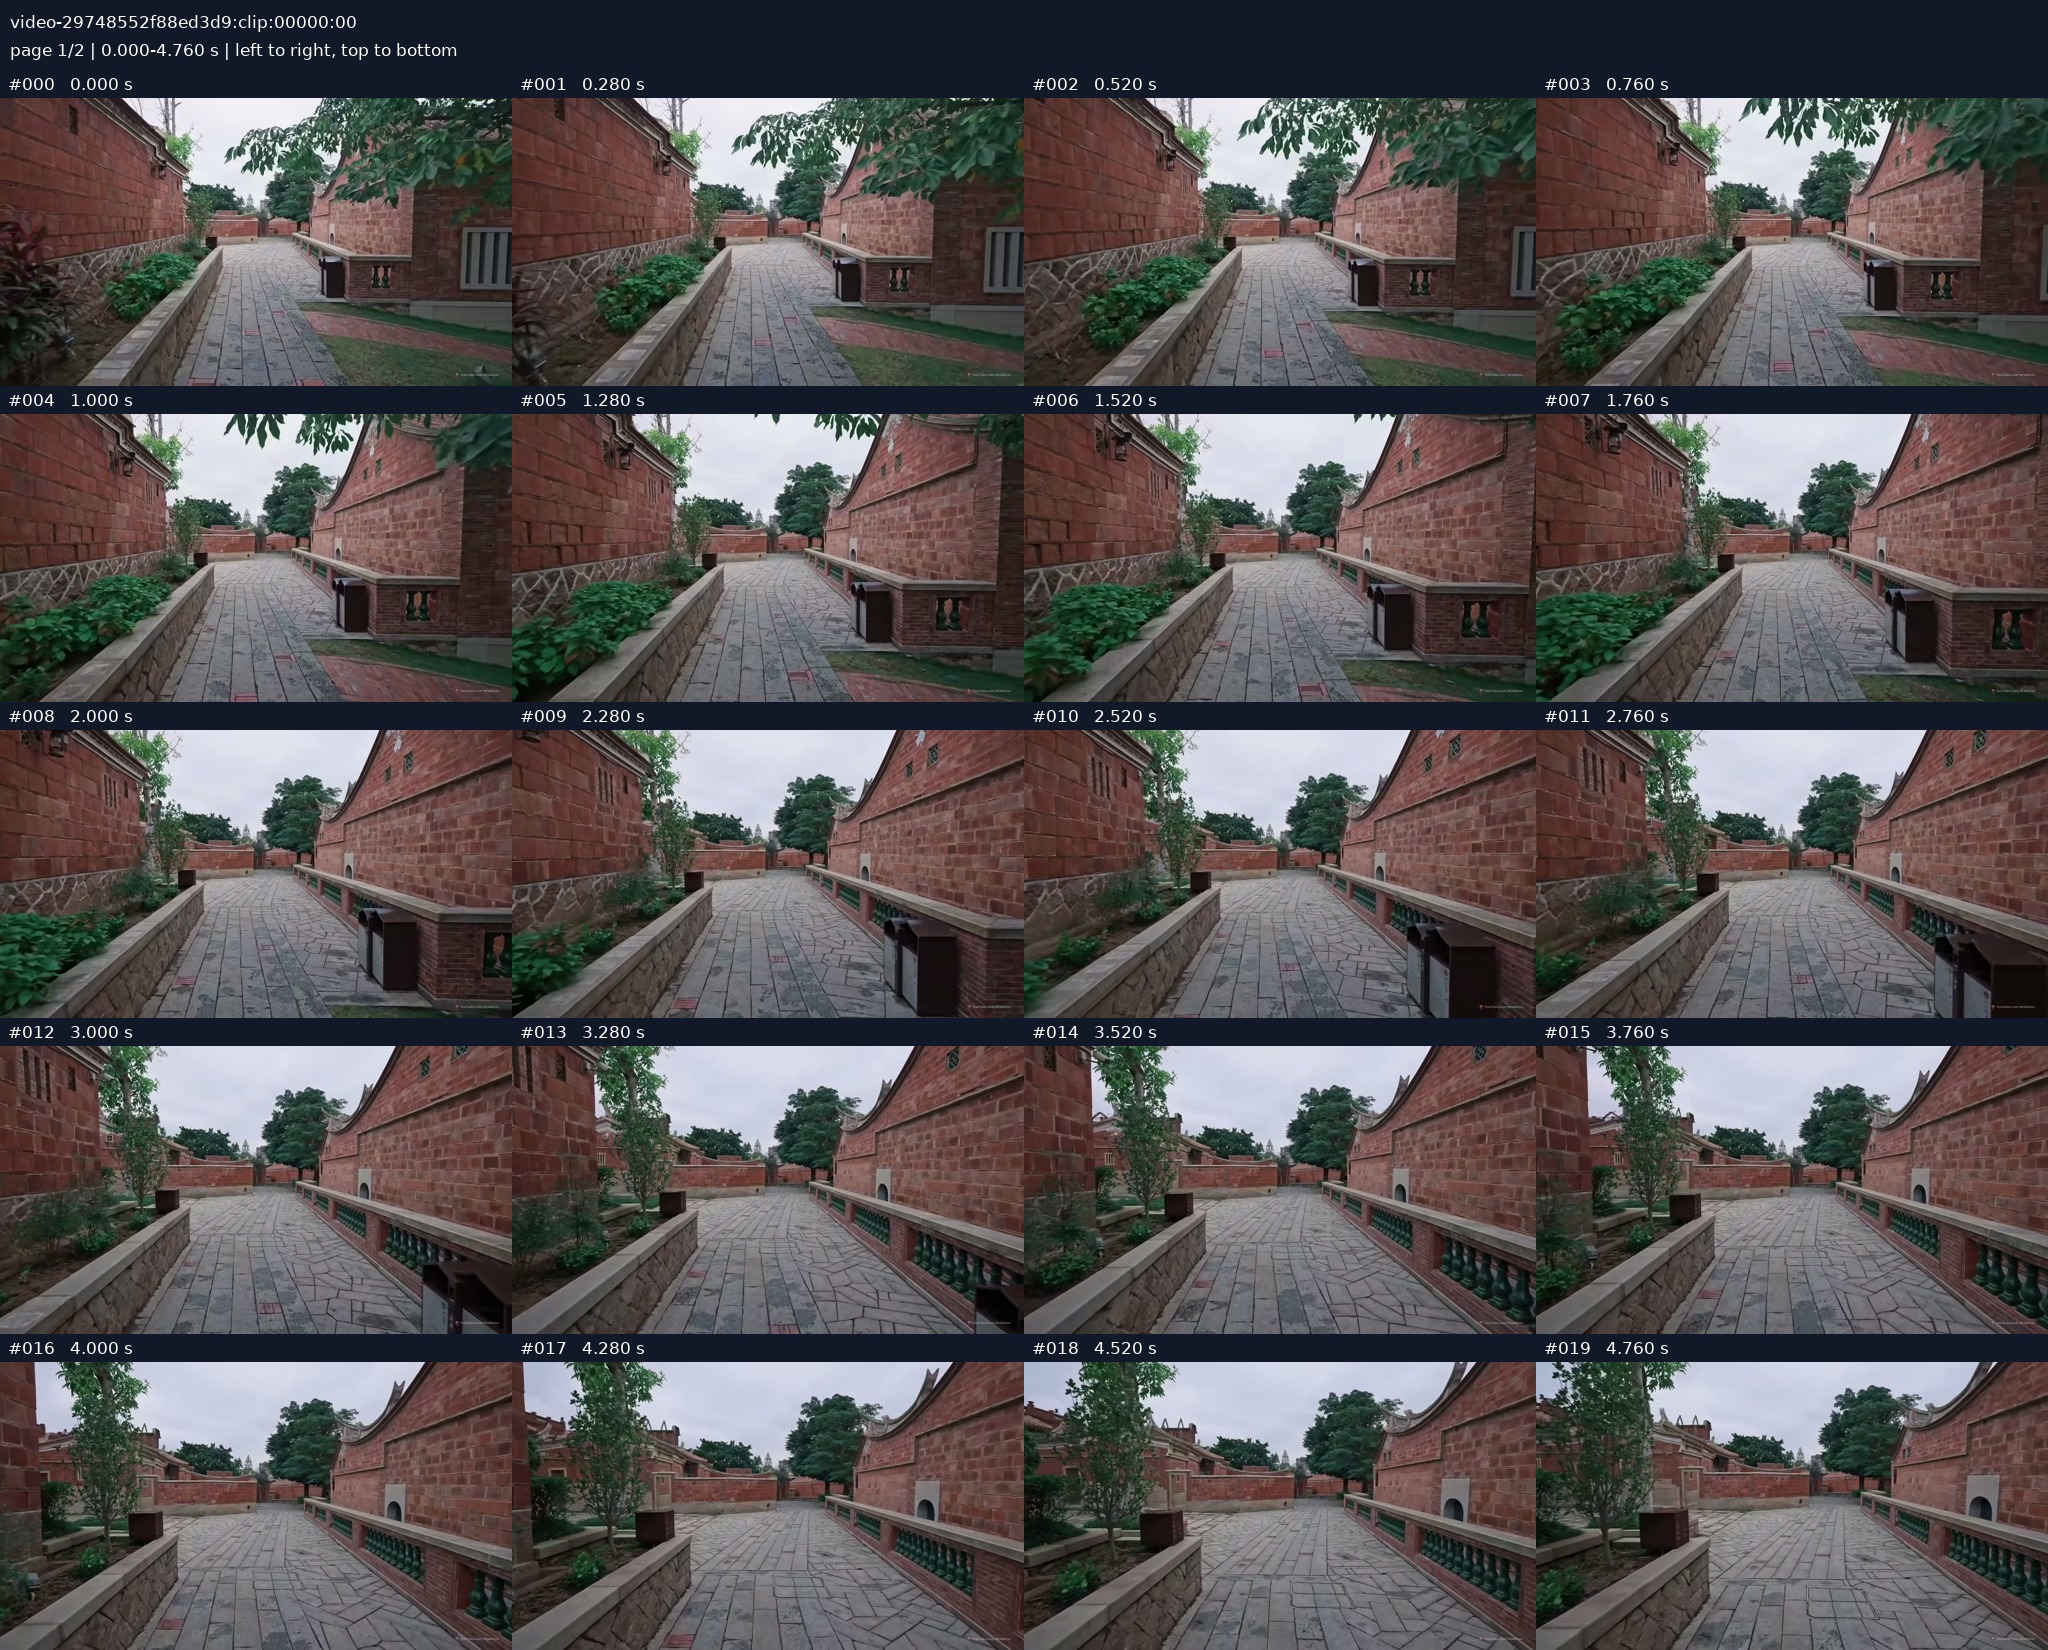 video-29748552f88ed3d9:clip:00000:00
page 1/2 | 0.000-4.760 s | left to right, top to bottom
#000 0.000 s
#001 0.280 s
#002 0.520 s
#003 0.760 s
#004 1.000 s
#005 1.280 s
#006 1.520 s
#007 1.760 s
#008 2.000 s
#009 2.280 s
#010 2.520 s
#011 2.760 s
#012 3.000 s
#013 3.280 s
#014 3.520 s
#015 3.760 s
#016 4.000 s
#017 4.280 s
#018 4.520 s
#019 4.760 s